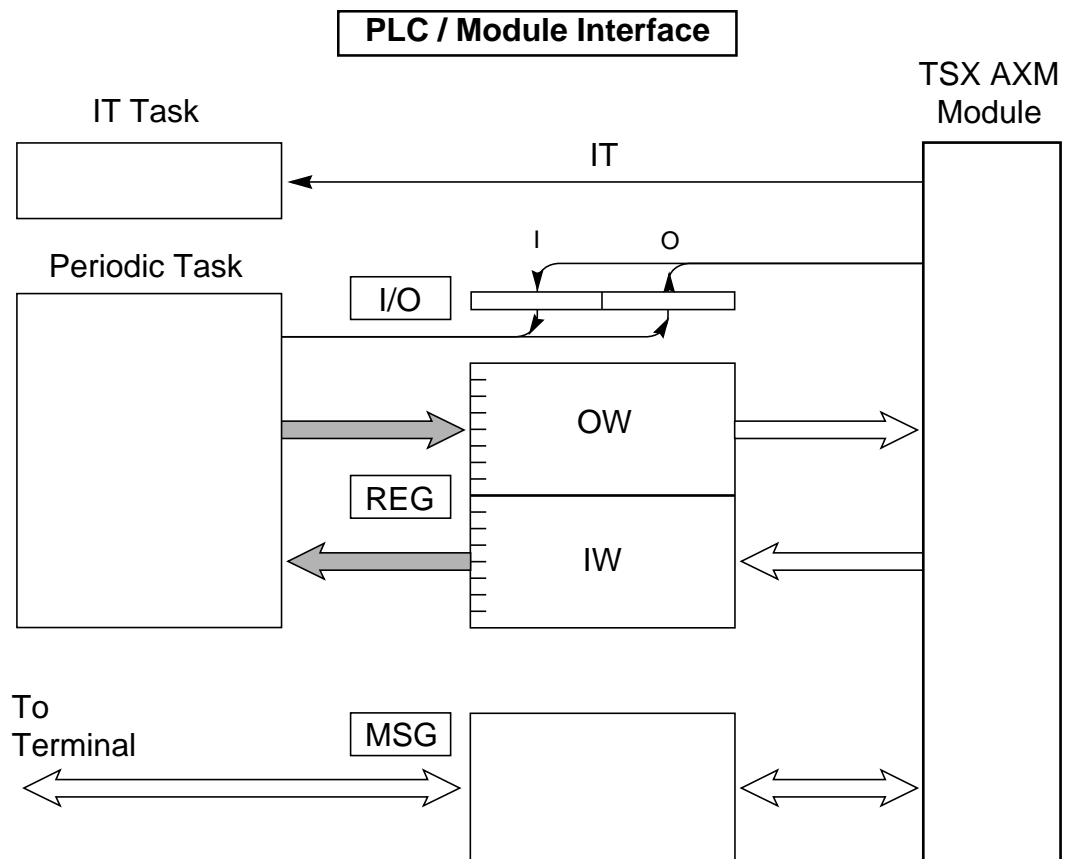 PLC / Module Interface
TSX AXM
Module
IT Task
IT
I
O
Periodic Task
I/O
OW
REG
IW
To
Terminal
MSG